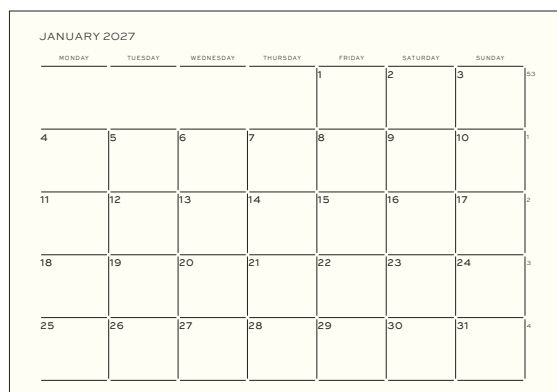 JANUARY 2027
MONDAY TUESDAY WEDNESDAY THURSDAY FRIDAY SATURDAY SUNDAY
1 2 3 53
4 5 6 7 8 9 10 1
11 12 13 14 15 16 17 2
18 19 20 21 22 23 24 3
25 26 27 28 29 30 31 4